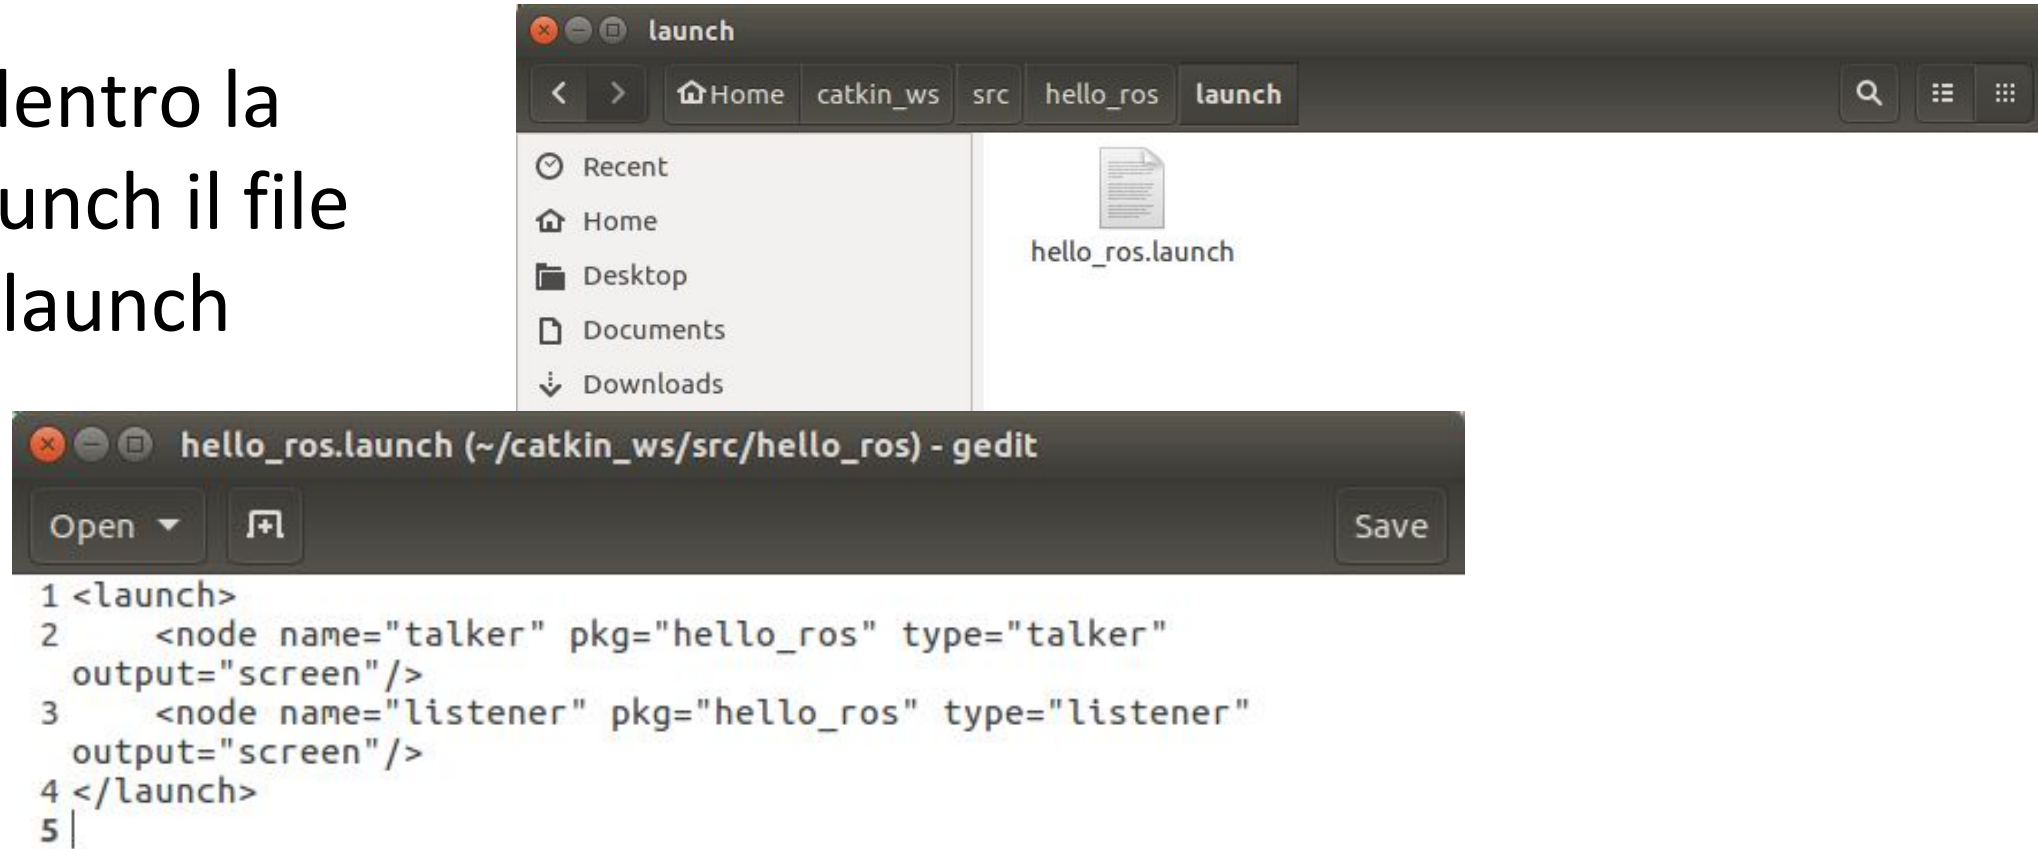 dentro la
unch il file
launch
launch
Home catkin_ws src hello_ros launch
Recent
Home
Desktop
Documents
Downloads
hello_ros.launch
hello_ros.launch (~/catkin_ws/src/hello_ros) - gedit
Open Save
1 <launch>
2 <node name="talker" pkg="hello_ros" type="talker"
output="screen"/>
3 <node name="listener" pkg="hello_ros" type="listener"
output="screen"/>
4 </launch>
5